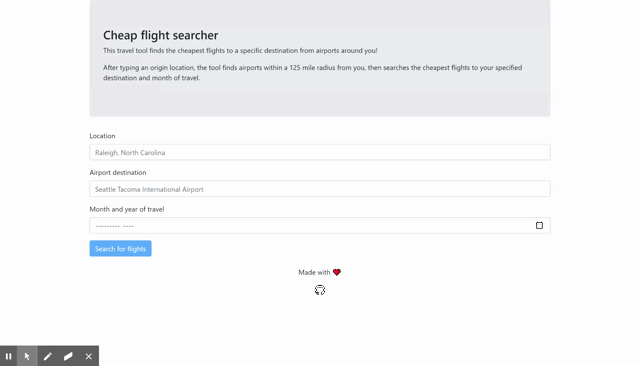 Cheap flight searcher
This travel tool finds the cheapest flights to a specific destination from airports around you!
After typing an origin location, the tool finds airports within a 125 mile radius from you, then searches the cheapest flights to your specified
destination and month of travel.
Location
Raleigh, North Carolina
Airport destination
Seattle Tacoma International Airport
Month and year of travel
--------- ----
Search for flights
Made with